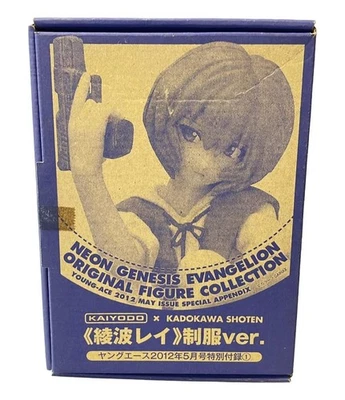 NEON GENESIS EVANGELION
ORIGINAL FIGURE COLLECTION
YOUNG-ACE 2012 MAY ISSUE SPECIAL APPENDIX
KAIYODO × KADOKAWA SHOTEN
《綾波レイ》制服ver.
ヤングエース2012年5月号特別付録①